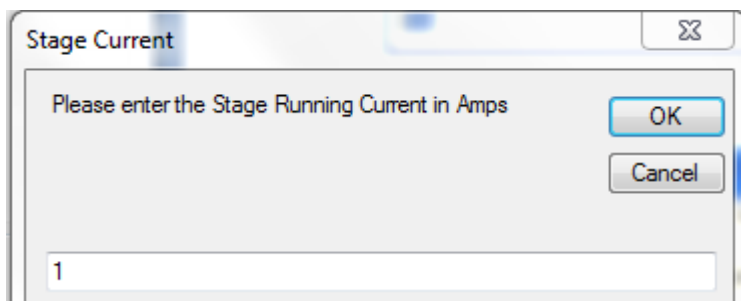 Stage Current
Please enter the Stage Running Current in Amps
OK
Cancel
1